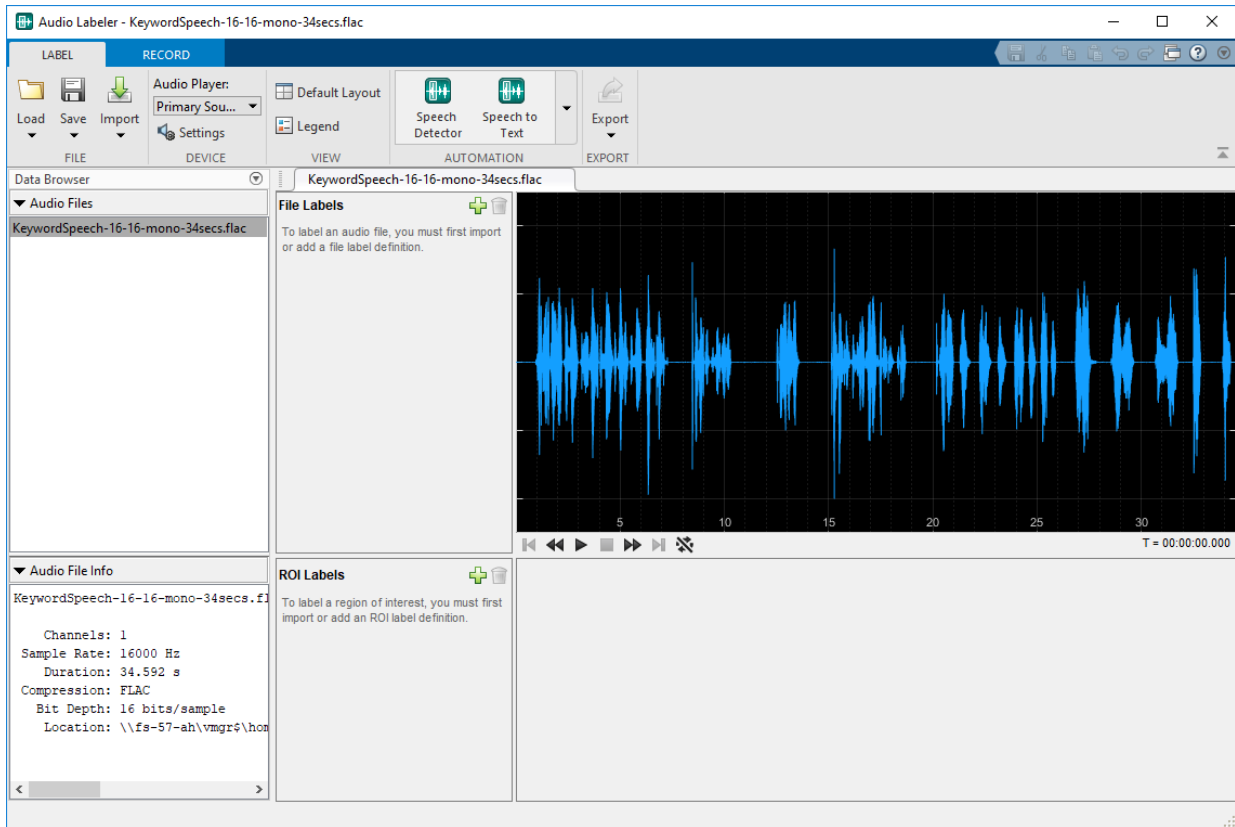 Audio Labeler - KeywordSpeech-16-16-mono-34secs.flac
LABEL
RECORD
Load
Save
Import
FILE
Audio Player:
Primary Sou...
Settings
DEVICE
Default Layout
Legend
VIEW
Speech
Detector
Speech to
Text
AUTOMATION
Export
EXPORT
Data Browser
Audio Files
KeywordSpeech-16-16-mono-34secs.flac
KeywordSpeech-16-16-mono-34secs.flac
File Labels
To label an audio file, you must first import
or add a file label definition.
5 10 15 20 25 30
T = 00:00:00.000
Audio File Info
KeywordSpeech-16-16-mono-34secs.fl
Channels: 1
Sample Rate: 16000 Hz
Duration: 34.592 s
Compression: FLAC
Bit Depth: 16 bits/sample
Location: \\fs-57-ah\vmgr$\hom
ROI Labels
To label a region of interest, you must first
import or add an ROI label definition.